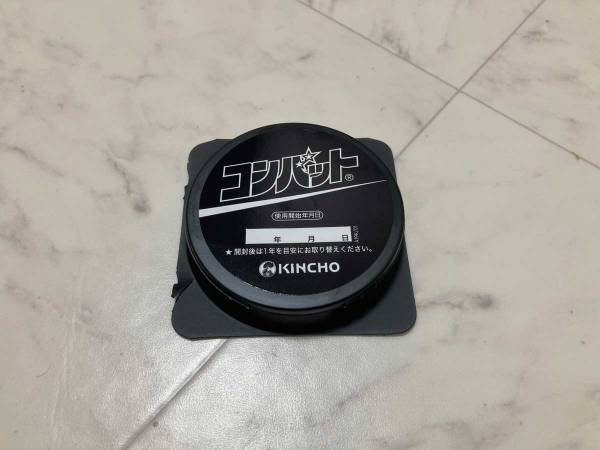 コンバット®
使用開始年月日
年 月 日
★開封後は1年を目安にお取り替えください。
KINCHO